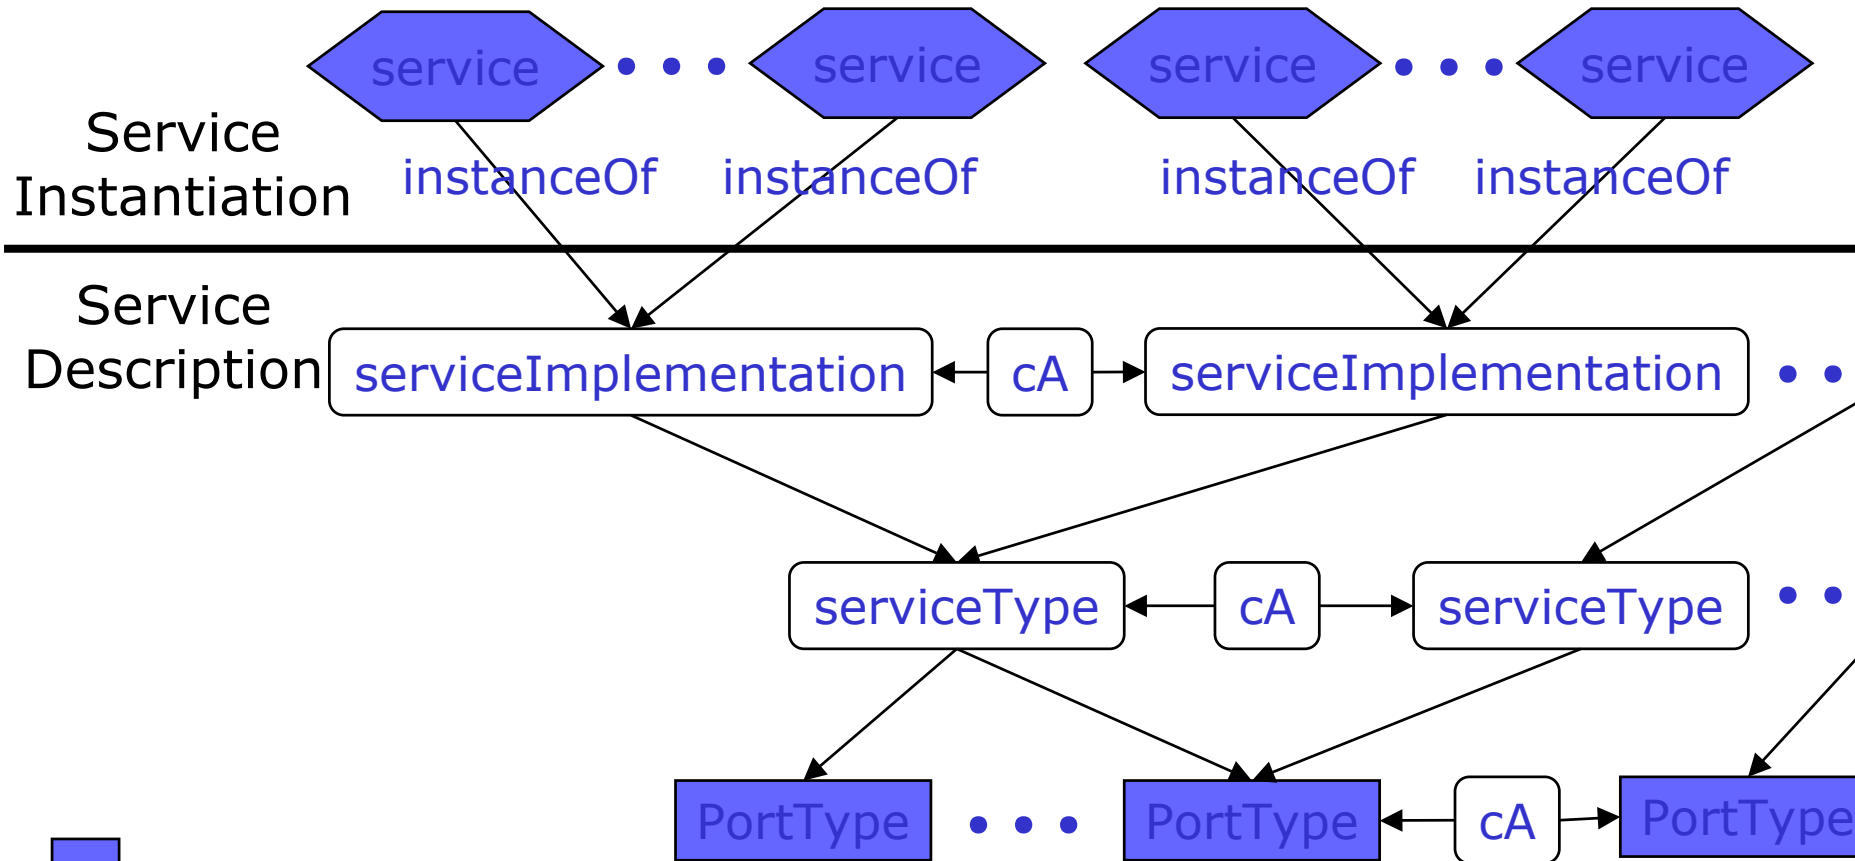 service
service
service
service
Service
Instantiation
instanceOf
instanceOf
instanceOf
instanceOf
Service
Description
serviceImplementation
cA
serviceImplementation
serviceType
cA
serviceType
PortType
PortType
cA
PortType